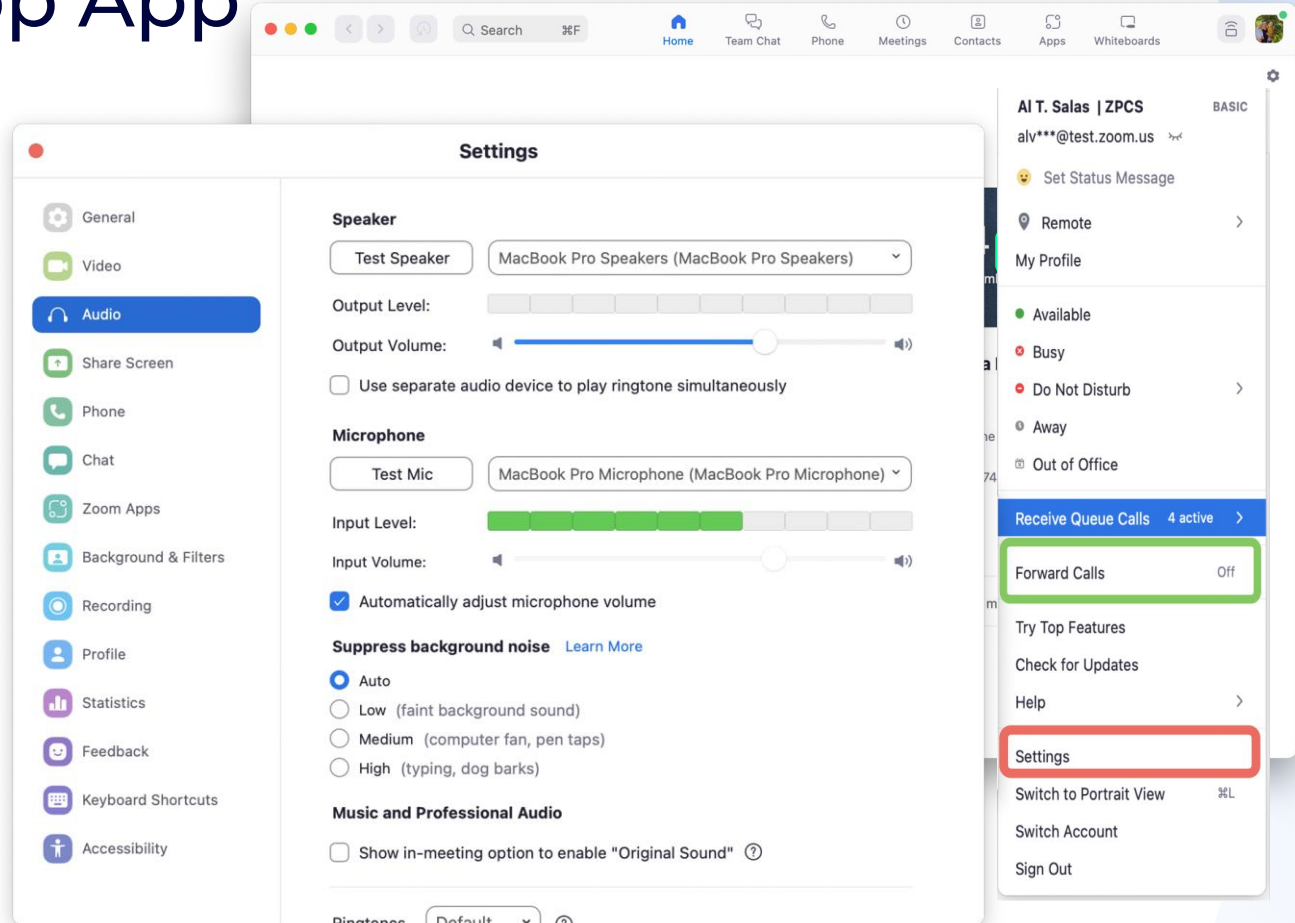 op App
Search ⌘F
Home
Team Chat
Phone
Meetings
Contacts
Apps
Whiteboards
Al T. Salas | ZPCS BASIC
alv***@test.zoom.us
Set Status Message
Remote
My Profile
Available
Busy
Do Not Disturb
Away
Out of Office
Receive Queue Calls 4 active
Forward Calls Off
Try Top Features
Check for Updates
Help
Settings
Switch to Portrait View ⌘L
Switch Account
Sign Out
Settings
General
Video
Audio
Share Screen
Phone
Chat
Zoom Apps
Background & Filters
Recording
Profile
Statistics
Feedback
Keyboard Shortcuts
Accessibility
Speaker
Test Speaker MacBook Pro Speakers (MacBook Pro Speakers)
Output Level:
Output Volume:
Use separate audio device to play ringtone simultaneously
Microphone
Test Mic MacBook Pro Microphone (MacBook Pro Microphone)
Input Level:
Input Volume:
Automatically adjust microphone volume
Suppress background noise Learn More
Auto
Low (faint background sound)
Medium (computer fan, pen taps)
High (typing, dog barks)
Music and Professional Audio
Show in-meeting option to enable "Original Sound" ?
Ringtones Default